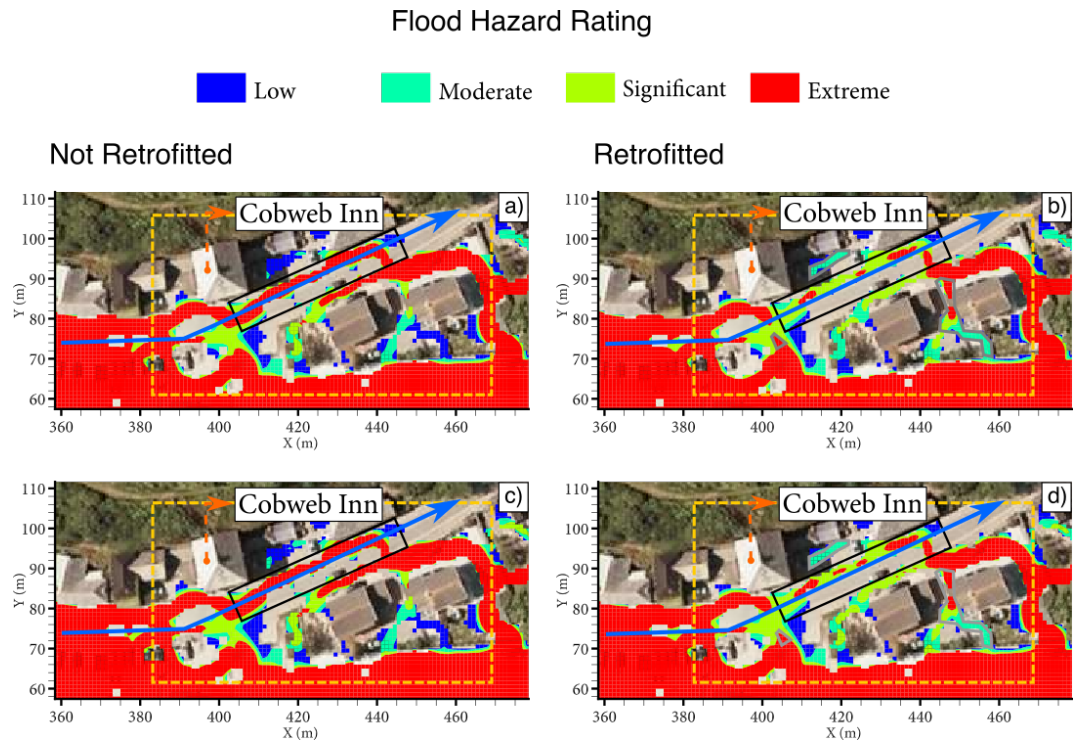 Flood Hazard Rating
Low Moderate Significant Extreme
Not Retrofitted Retrofitted
110
100
90
80
70
60
Y (m)
Cobweb Inn
a)
360 380 400 420 440 460
X (m)
110
100
90
80
70
60
Y (m)
Cobweb Inn
b)
360 380 400 420 440 460
X (m)
110
100
90
80
70
60
Y (m)
Cobweb Inn
c)
360 380 400 420 440 460
X (m)
110
100
90
80
70
60
Y (m)
Cobweb Inn
d)
360 380 400 420 440 460
X (m)